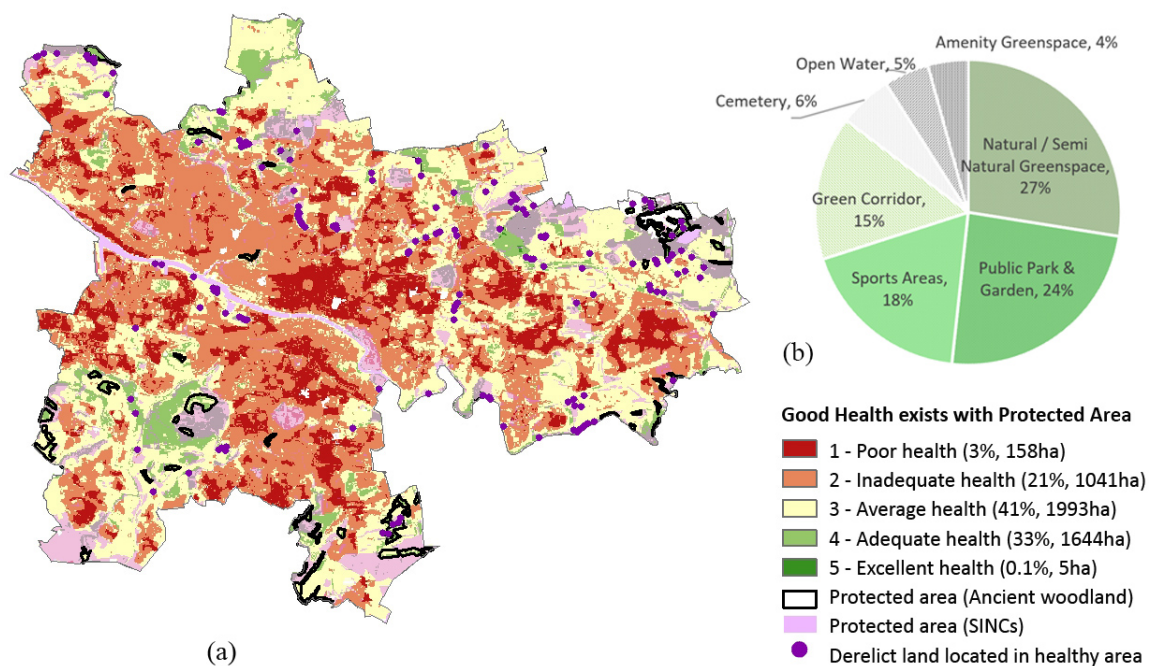 Amenity Greenspace, 4%
Open Water, 5%
Cemetery, 6%
Natural / Semi
Natural Greenspace,
27%
Green Corridor,
15%
Public Park &
Garden, 24%
Sports Areas,
18%
(b)
Good Health exists with Protected Area
1 - Poor health (3%, 158ha)
2 - Inadequate health (21%, 1041ha)
3 - Average health (41%, 1993ha)
4 - Adequate health (33%, 1644ha)
5 - Excellent health (0.1%, 5ha)
Protected area (Ancient woodland)
Protected area (SINCs)
Derelict land located in healthy area
(a)